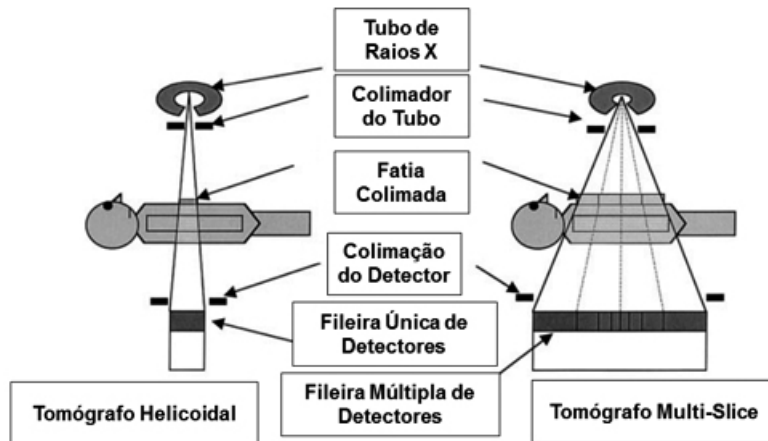 Tubo de
Raios X
Colimador
do Tubo
Fatia
Colimada
Colimação
do Detector
Fileira Única de
Detectores
Fileira Múltipla de
Detectores
Tomógrafo Helicoidal
Tomógrafo Multi-Slice